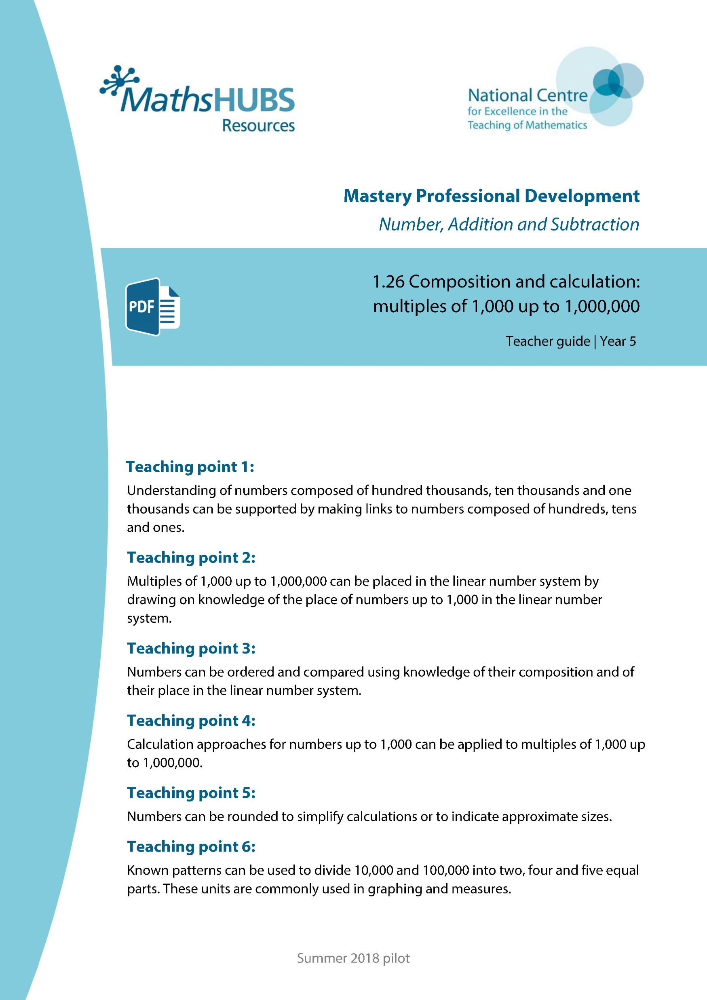 MathsHUBS
Resources
National Centre
for Excellence in the
Teaching of Mathematics
Mastery Professional Development
Number, Addition and Subtraction
PDF
1.26 Composition and calculation:
multiples of 1,000 up to 1,000,000
Teacher guide | Year 5
Teaching point 1:
Understanding of numbers composed of hundred thousands, ten thousands and one
thousands can be supported by making links to numbers composed of hundreds, tens
and ones.
Teaching point 2:
Multiples of 1,000 up to 1,000,000 can be placed in the linear number system by
drawing on knowledge of the place of numbers up to 1,000 in the linear number
system.
Teaching point 3:
Numbers can be ordered and compared using knowledge of their composition and of
their place in the linear number system.
Teaching point 4:
Calculation approaches for numbers up to 1,000 can be applied to multiples of 1,000 up
to 1,000,000.
Teaching point 5:
Numbers can be rounded to simplify calculations or to indicate approximate sizes.
Teaching point 6:
Known patterns can be used to divide 10,000 and 100,000 into two, four and five equal
parts. These units are commonly used in graphing and measures.
Summer 2018 pilot